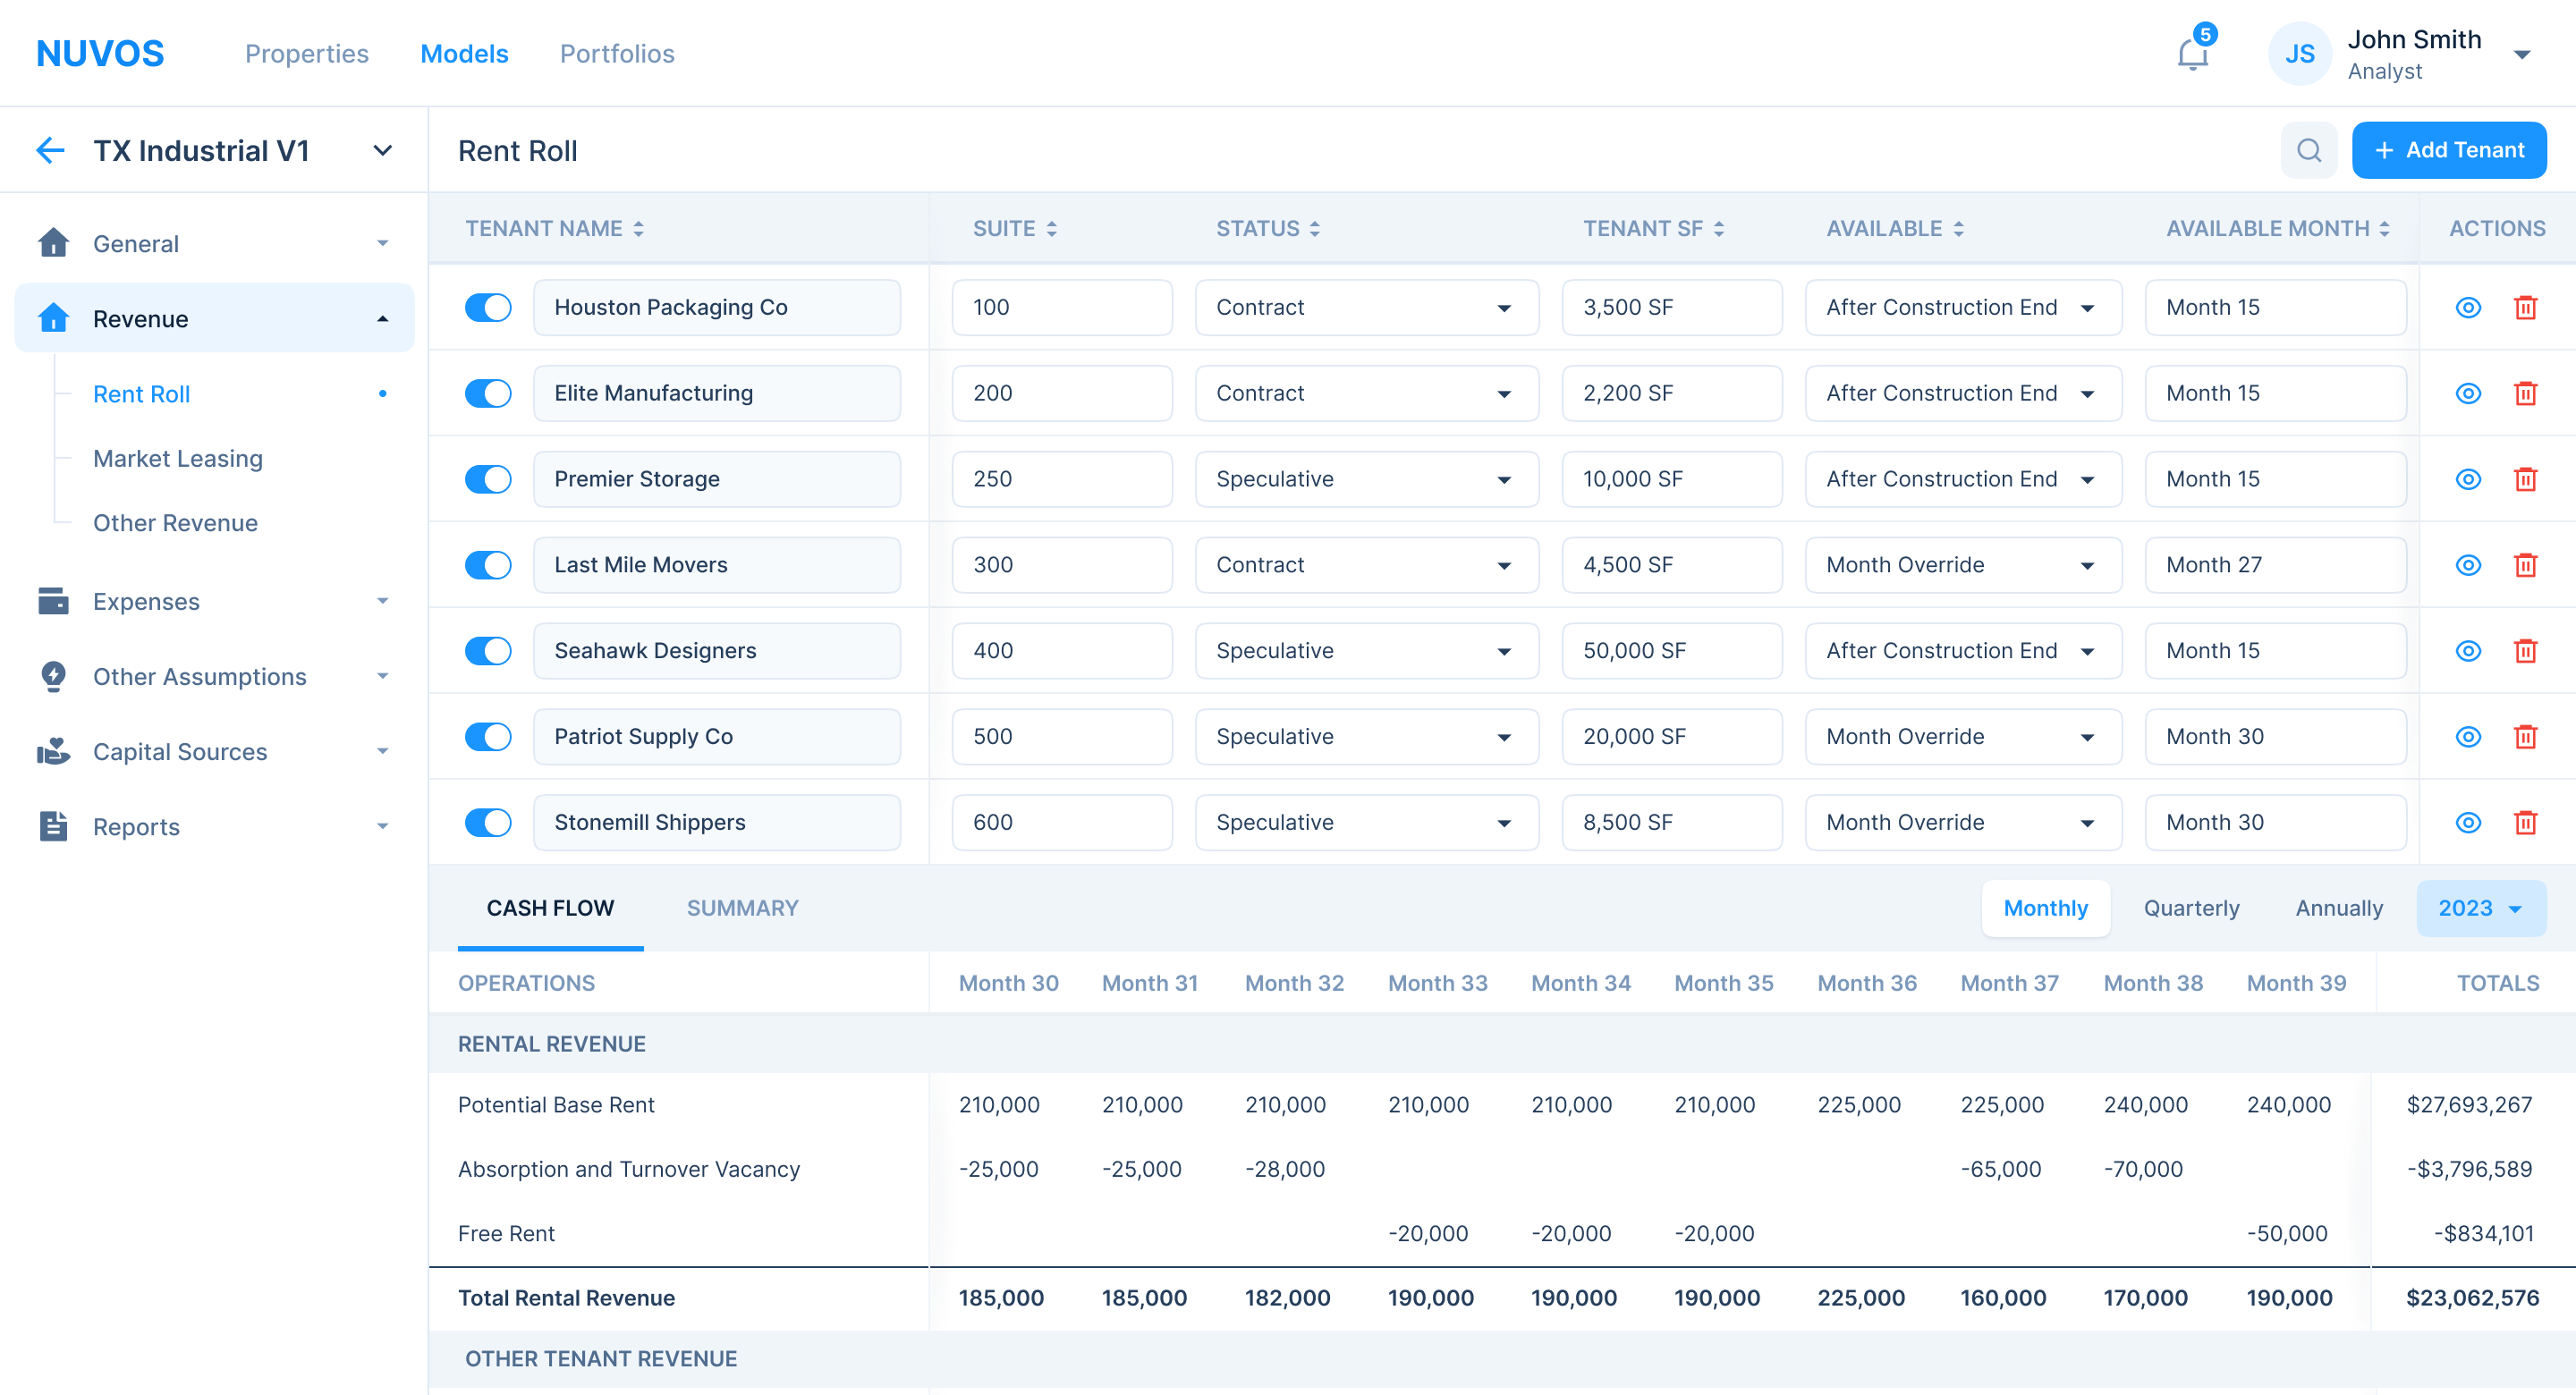 NUVOS Properties Models Portfolios 5 JS John Smith
Analyst
TX Industrial V1 Rent Roll + Add Tenant
General
Revenue
Rent Roll
Market Leasing
Other Revenue
Expenses
Other Assumptions
Capital Sources
Reports
TENANT NAME SUITE STATUS TENANT SF AVAILABLE AVAILABLE MONTH ACTIONS
Houston Packaging Co 100 Contract 3,500 SF After Construction End Month 15
Elite Manufacturing 200 Contract 2,200 SF After Construction End Month 15
Premier Storage 250 Speculative 10,000 SF After Construction End Month 15
Last Mile Movers 300 Contract 4,500 SF Month Override Month 27
Seahawk Designers 400 Speculative 50,000 SF After Construction End Month 15
Patriot Supply Co 500 Speculative 20,000 SF Month Override Month 30
Stonemill Shippers 600 Speculative 8,500 SF Month Override Month 30
CASH FLOW SUMMARY Monthly Quarterly Annually 2023
OPERATIONS Month 30 Month 31 Month 32 Month 33 Month 34 Month 35 Month 36 Month 37 Month 38 Month 39 TOTALS
RENTAL REVENUE
Potential Base Rent 210,000 210,000 210,000 210,000 210,000 210,000 225,000 225,000 240,000 240,000 $27,693,267
Absorption and Turnover Vacancy -25,000 -25,000 -28,000 -65,000 -70,000 -$3,796,589
Free Rent -20,000 -20,000 -20,000 -50,000 -$834,101
Total Rental Revenue 185,000 185,000 182,000 190,000 190,000 190,000 225,000 160,000 170,000 190,000 $23,062,576
OTHER TENANT REVENUE